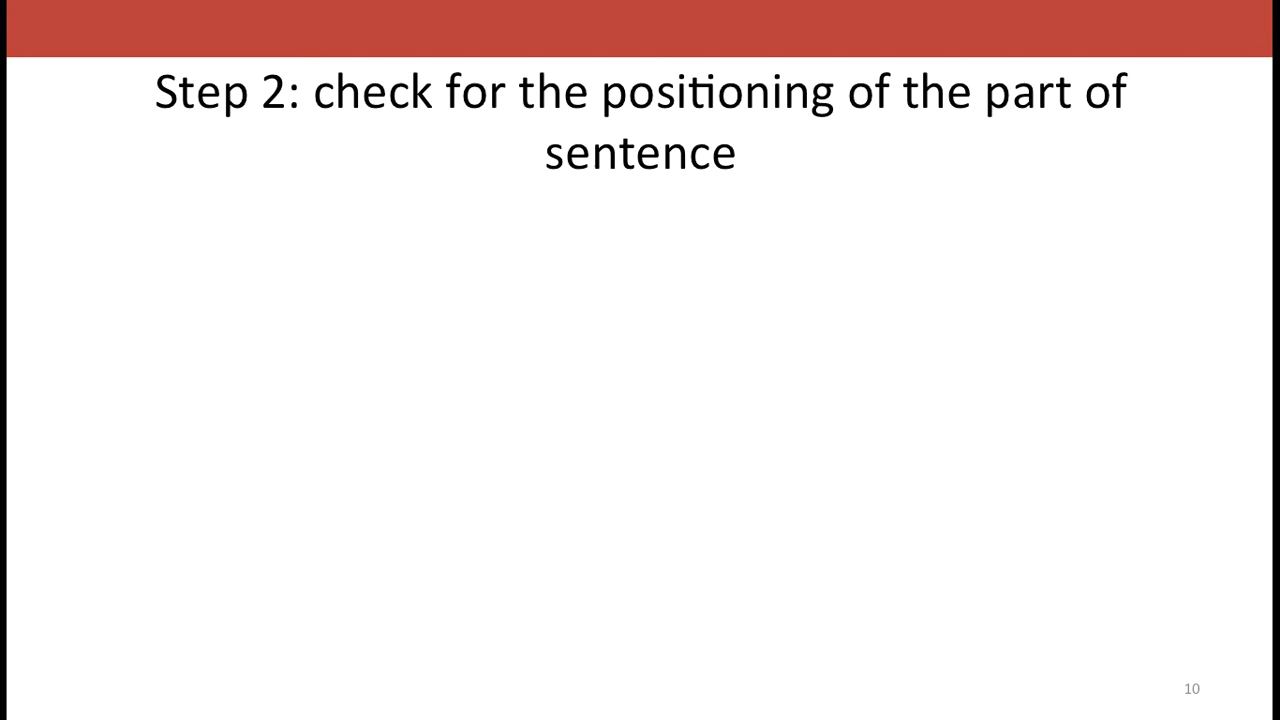 Step 2: check for the positioning of the part of
sentence
10